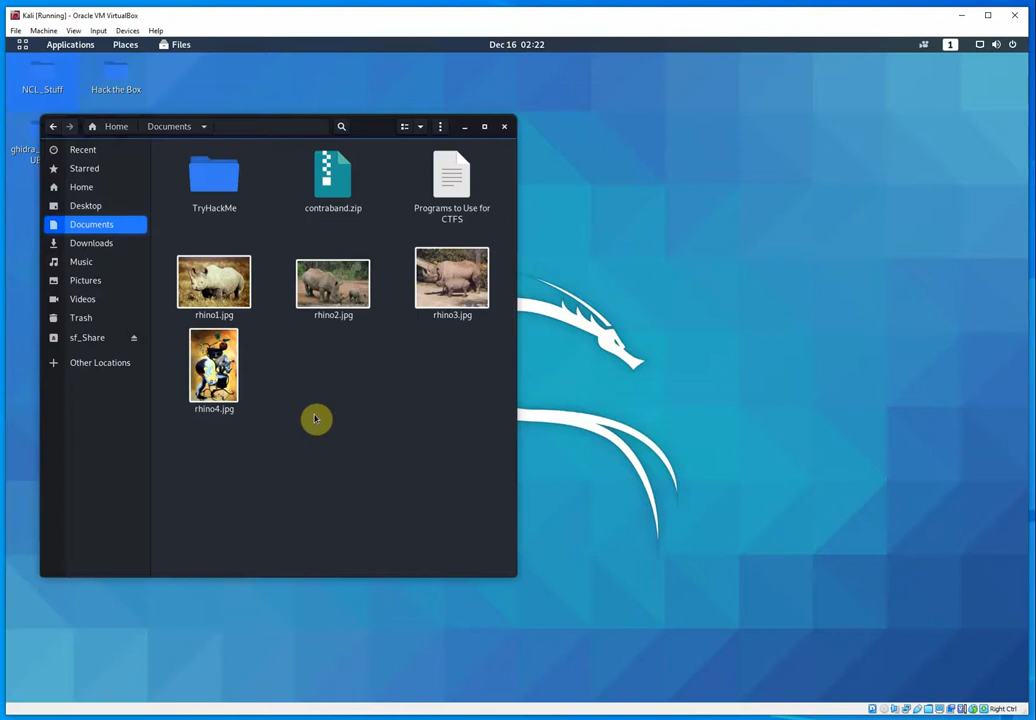 Kali [Running] - Oracle VM VirtualBox
File Machine View Input Devices Help
Applications Places Files Dec 16 02:22 1
NCL_Stuff Hack the Box
ghidra_
Home Documents
Recent
Starred
Home
Desktop
Documents
Downloads
Music
Pictures
Videos
Trash
sf_Share
Other Locations
TryHackMe contraband.zip Programs to Use for
CTFS
rhino1.jpg rhino2.jpg rhino3.jpg
rhino4.jpg
Right Ctrl